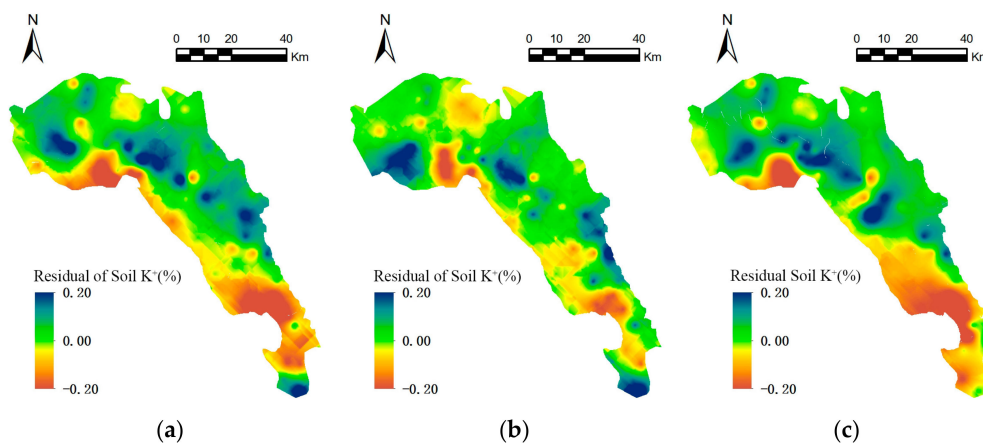 N
0 10 20 40
Km
Residual of Soil K⁺(%)
0.20
0.00
-0.20
(a)
N
0 10 20 40
Km
Residual of Soil K⁺(%)
0.20
0.00
-0.20
(b)
N
0 10 20 40
Km
Residual Soil K⁺(%)
0.20
0.00
-0.20
(c)